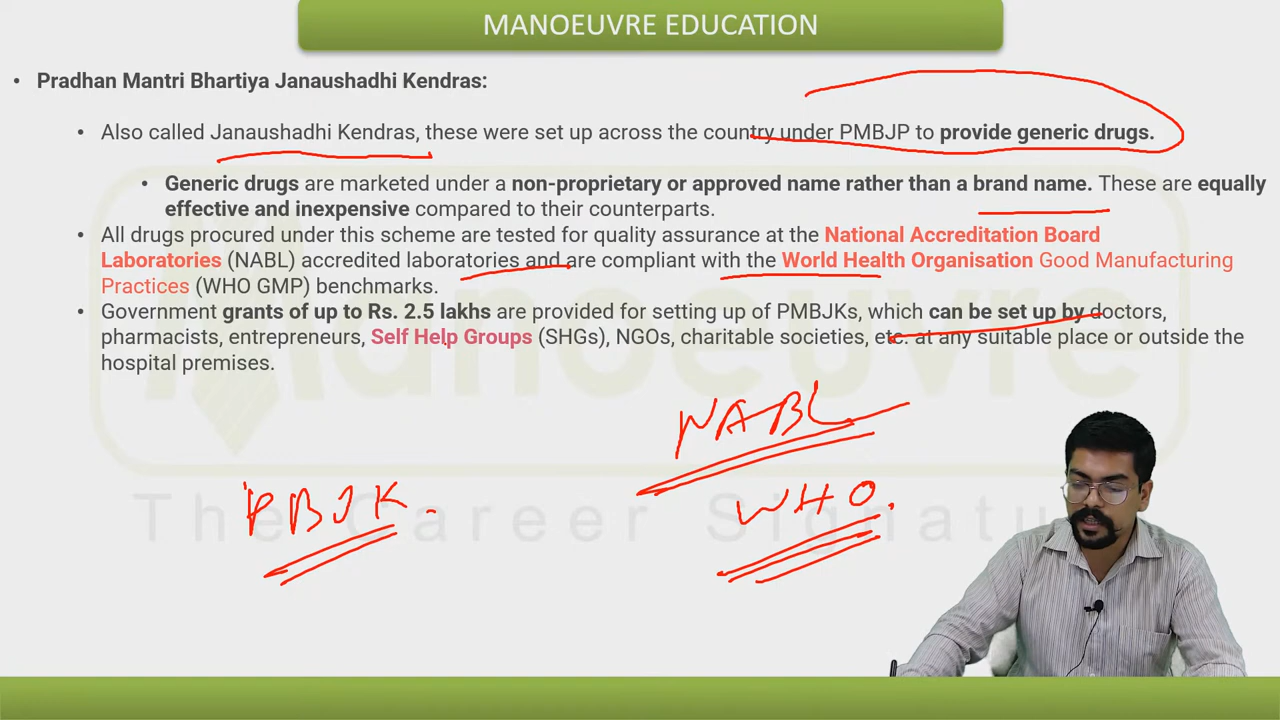 MANOEUVRE EDUCATION
• Pradhan Mantri Bhartiya Janaushadhi Kendras:
• Also called Janaushadhi Kendras, these were set up across the country under PMBJP to provide generic drugs.
• Generic drugs are marketed under a non-proprietary or approved name rather than a brand name. These are equally
effective and inexpensive compared to their counterparts.
• All drugs procured under this scheme are tested for quality assurance at the National Accreditation Board
Laboratories (NABL) accredited laboratories and are compliant with the World Health Organisation Good Manufacturing
Practices (WHO GMP) benchmarks.
• Government grants of up to Rs. 2.5 lakhs are provided for setting up of PMBJKs, which can be set up by doctors,
pharmacists, entrepreneurs, Self Help Groups (SHGs), NGOs, charitable societies, etc. at any suitable place or outside the
hospital premises.
Manoeuvre
NABL
PBJK.
WHO.
The Career Signatu